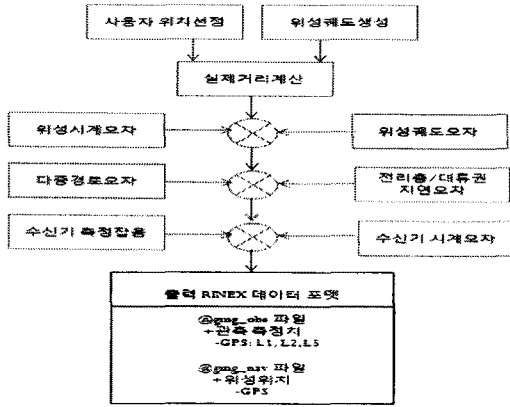 사용자 위치선정
위성궤도생성
실제거리계산
위성시계오차
위성궤도오차
다중경로오차
전리층/대류권
지연오차
수신기 측정잡음
수신기 시계오차
출력 RINEX 데이터 포맷
파일
+관측 측정치
-GPS: L1, L2, L5
파일
+위성위치
-GPS